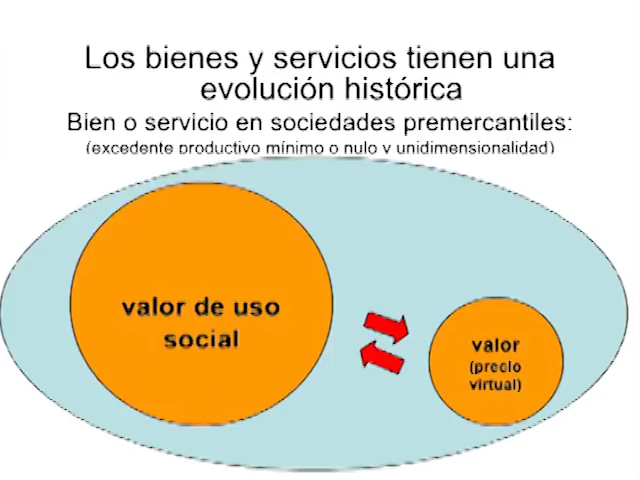 Los bienes y servicios tienen una
evolución histórica
Bien o servicio en sociedades premercantiles:
(excedente productivo mínimo o nulo y unidimensionalidad)
valor de uso
social
valor
(precio
virtual)